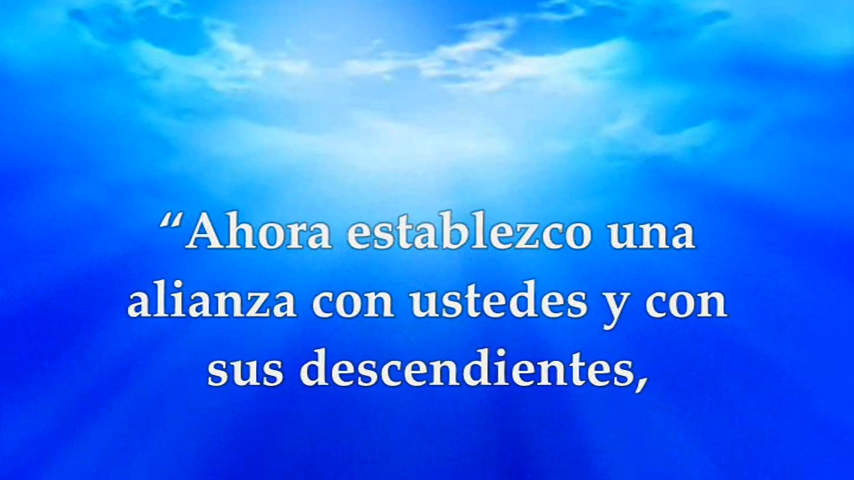 “Ahora establezco una
alianza con ustedes y con
sus descendientes,